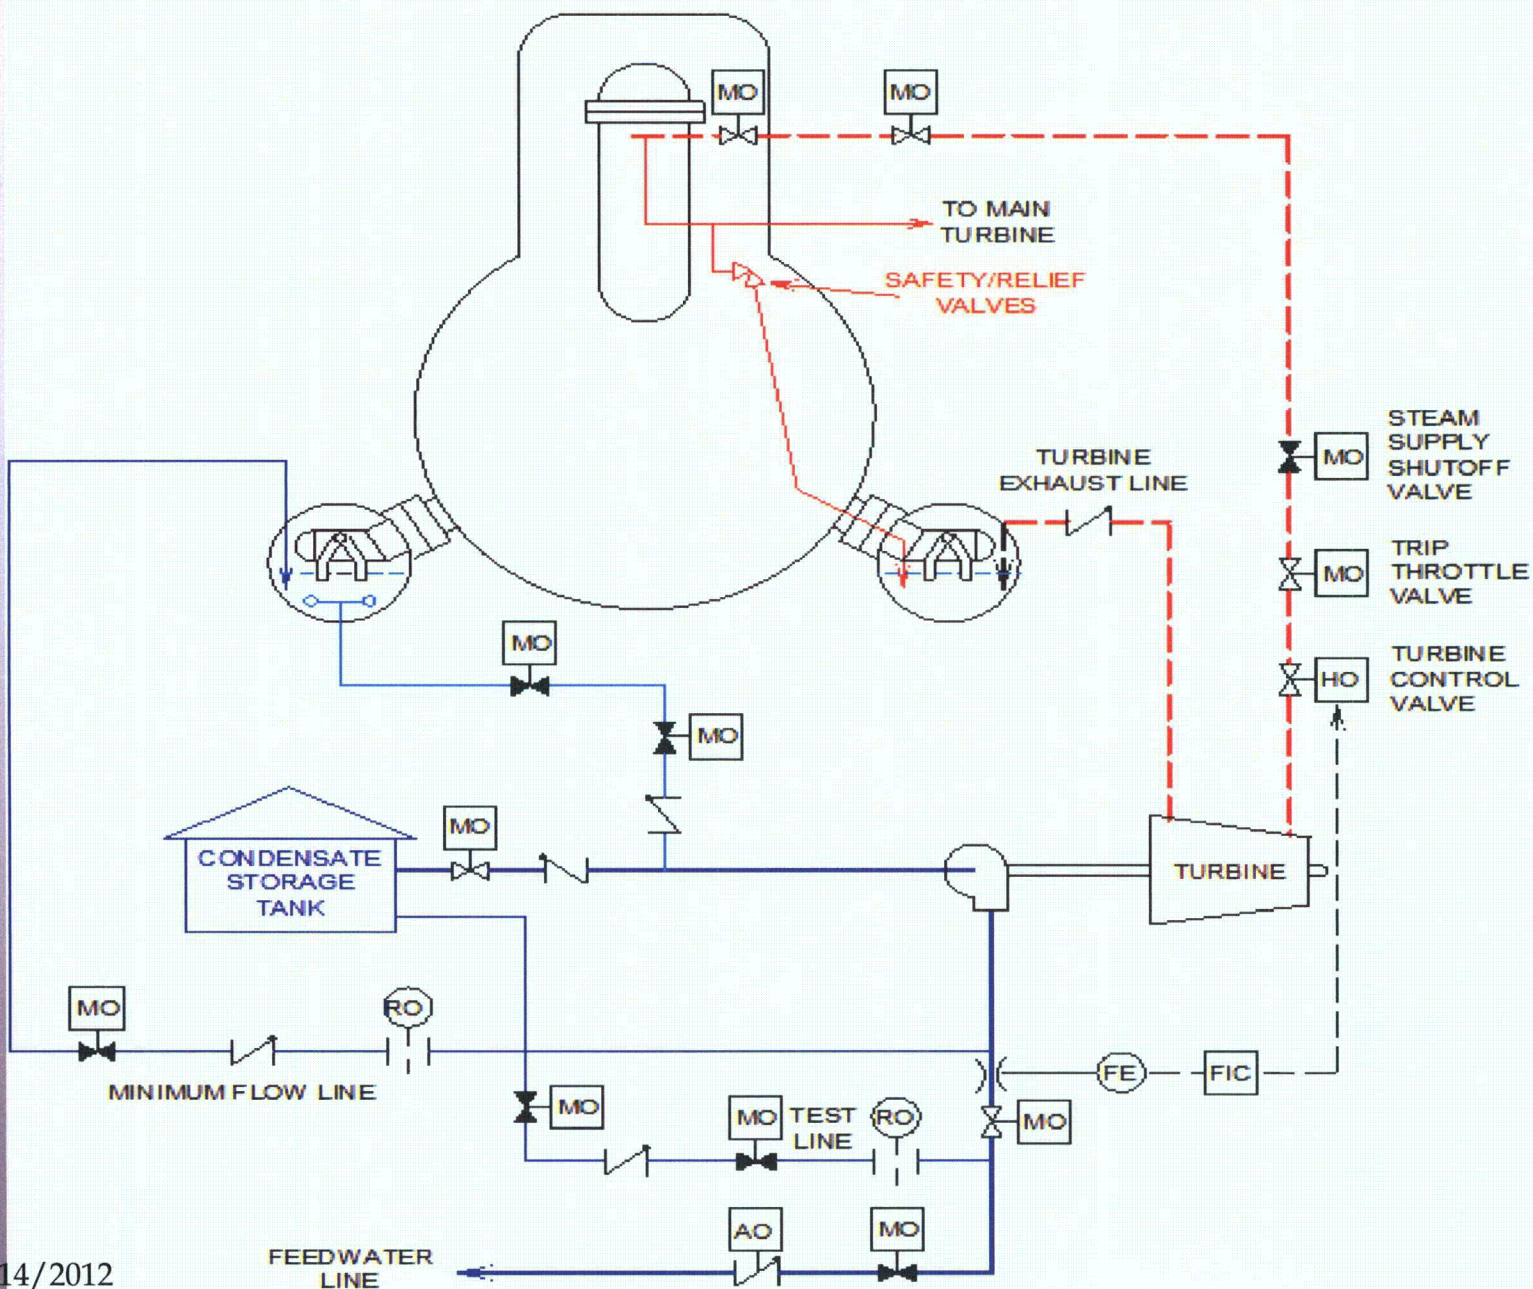 MO
MO
TO MAIN
TURBINE
SAFETY/RELIEF
VALVES
STEAM
SUPPLY
SHUTOFF
VALVE
MO
TURBINE
EXHAUST LINE
TRIP
THROTTLE
VALVE
MO
MO
TURBINE
CONTROL
VALVE
HO
MO
MO
CONDENSATE
STORAGE
TANK
TURBINE
MO
RO
MINIMUM FLOW LINE
FE
FIC
MO
MO
TEST
LINE
RO
MO
AO
MO
FEEDWATER
LINE
14/2012